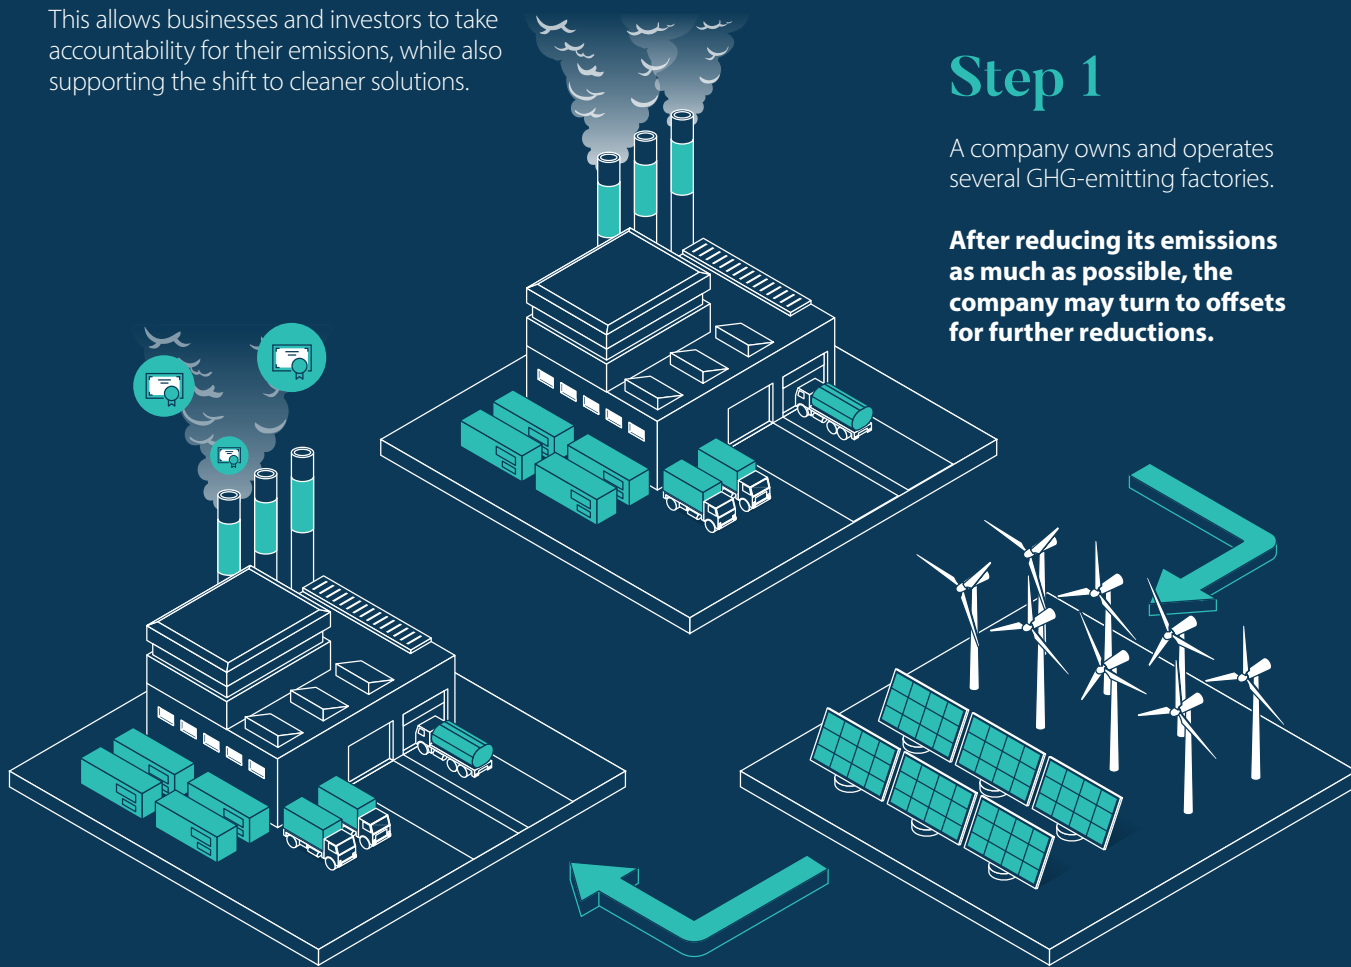 This allows businesses and investors to take
accountability for their emissions, while also
supporting the shift to cleaner solutions.
Step 1
A company owns and operates
several GHG-emitting factories.
After reducing its emissions
as much as possible, the
company may turn to offsets
for further reductions.